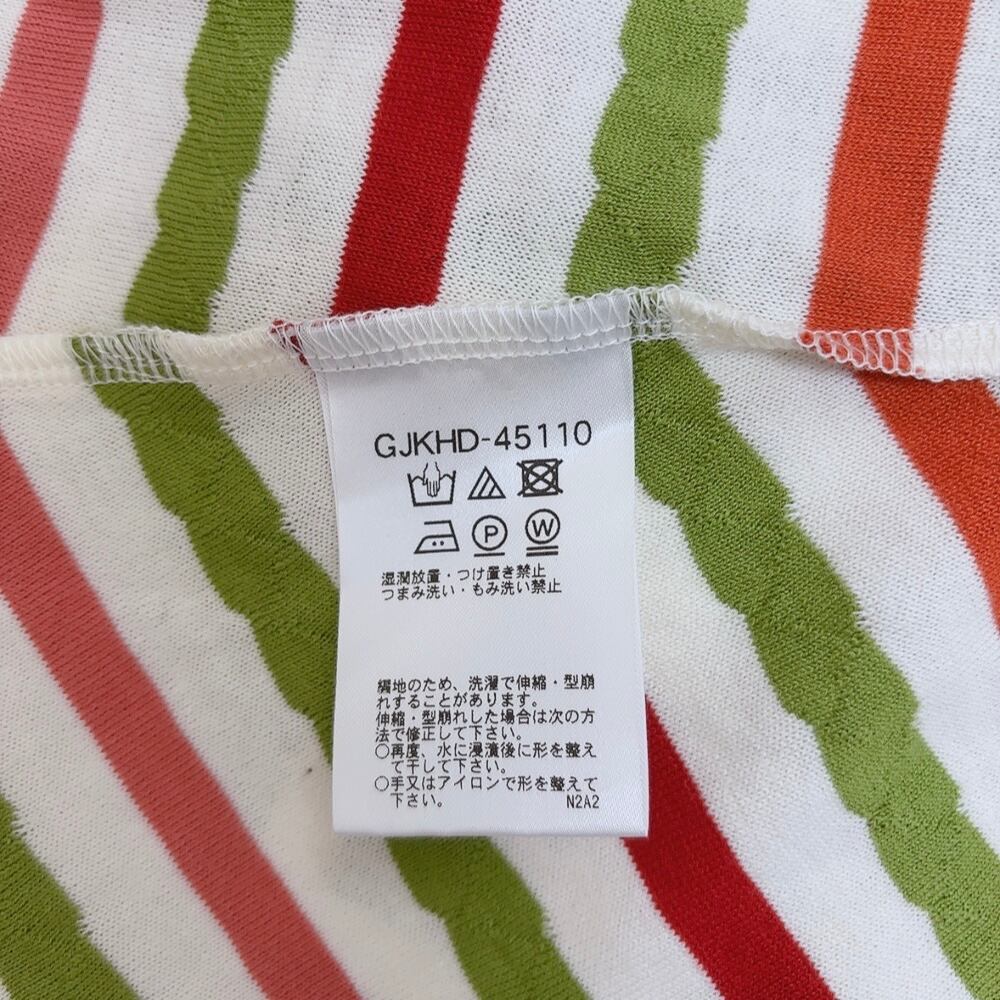 GJKHD-45110
P W
湿潤放置・つけ置き禁止
つまみ洗い・もみ洗い禁止
編地のため、洗濯で伸縮・型崩
れすることがあります。
伸縮・型崩れした場合は次の方
法で修正して下さい。
○再度、水に浸漬後に形を整え
て干して下さい。
○手又はアイロンで形を整えて
下さい。 N2A2